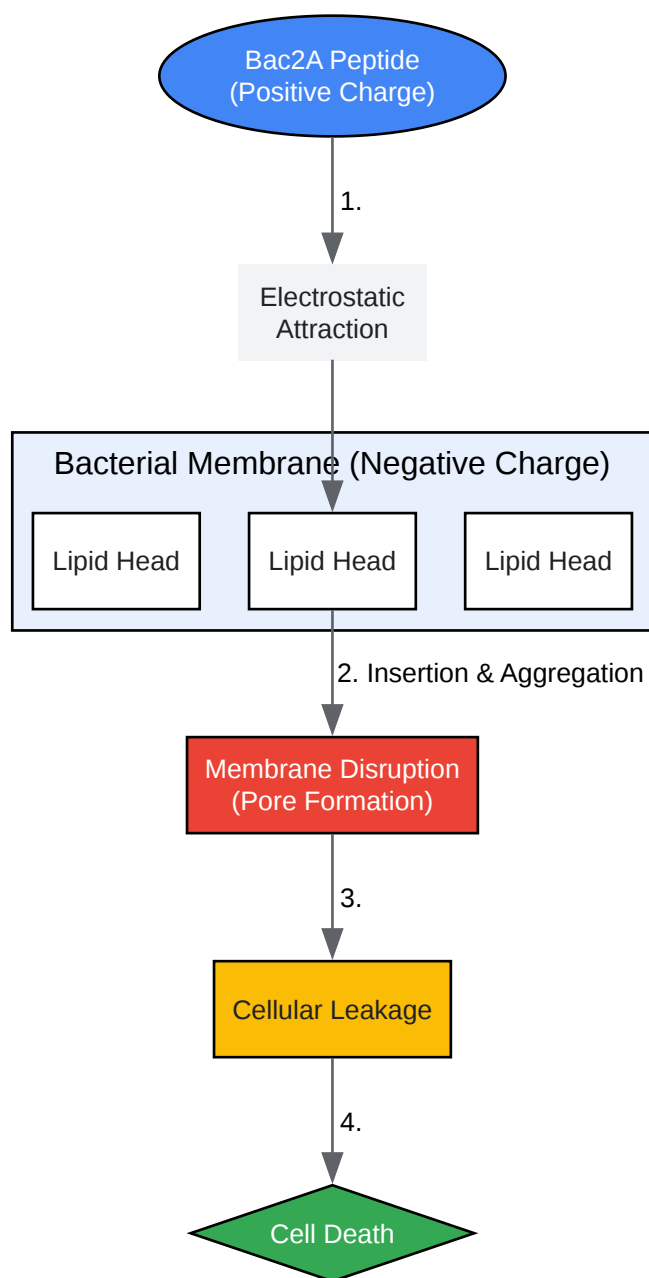 Bac2A Peptide
(Positive Charge)
1.
Electrostatic
Attraction
Bacterial Membrane (Negative Charge)
Lipid Head
Lipid Head
Lipid Head
2. Insertion & Aggregation
Membrane Disruption
(Pore Formation)
3.
Cellular Leakage
4.
Cell Death